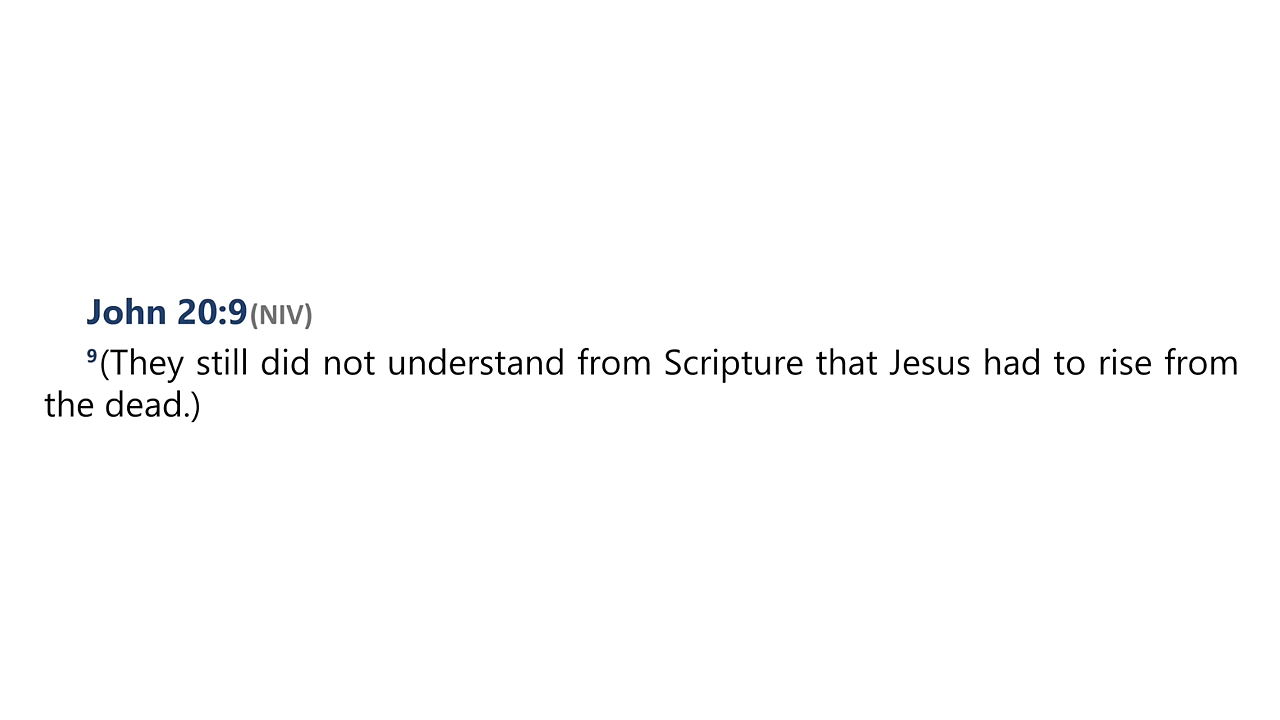 John 20:9(NIV)
9(They still did not understand from Scripture that Jesus had to rise from
the dead.)